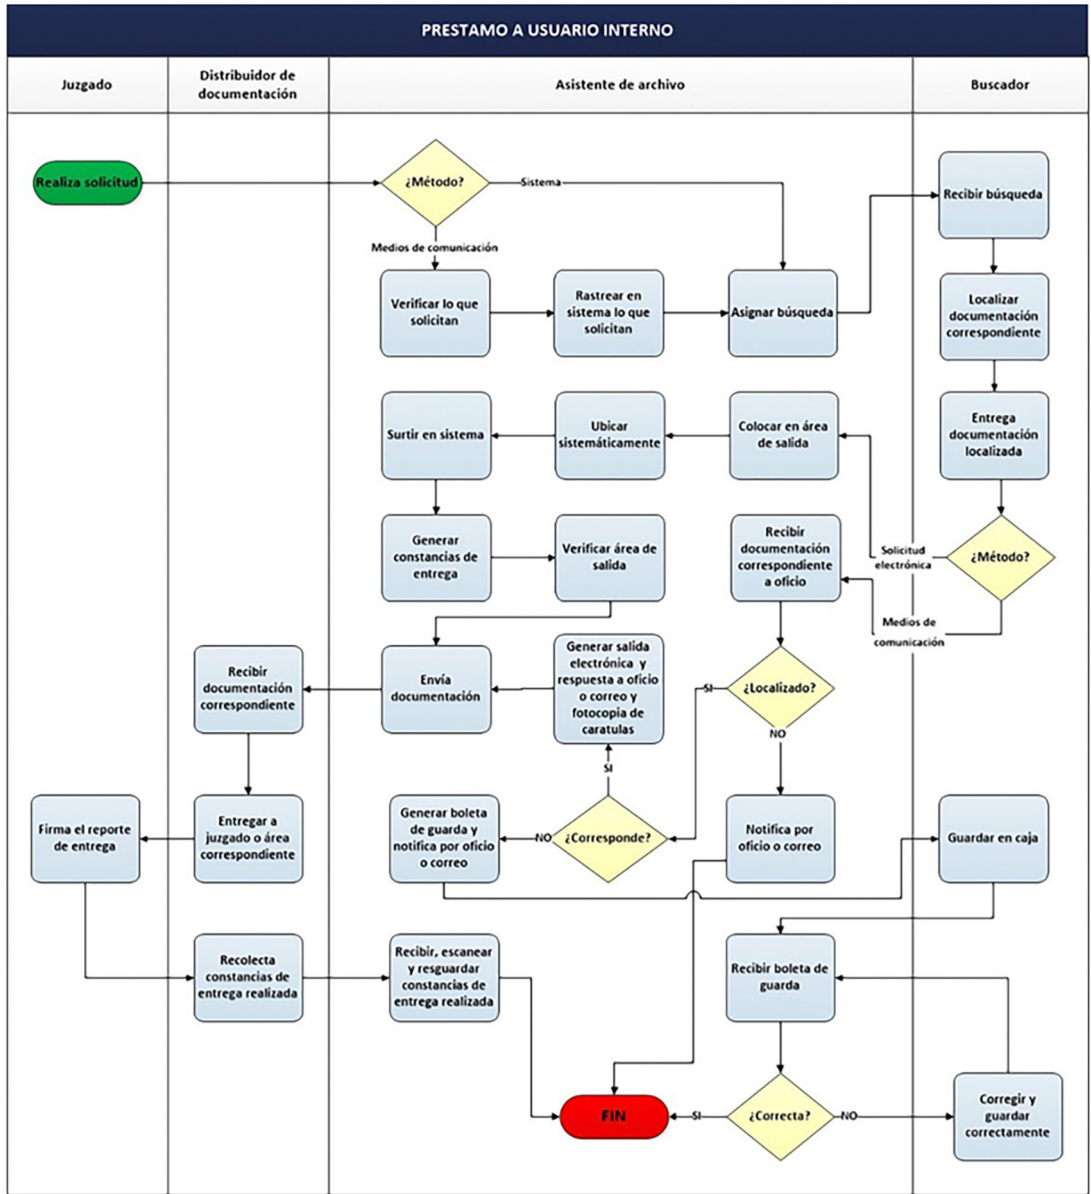 PRESTAMO A USUARIO INTERNO
Juzgado
Distribuidor de
documentación
Asistente de archivo
Buscador
Realiza solicitud
¿Método?
Sistema
Recibir búsqueda
Medios de comunicación
Verificar lo que
solicitan
Rastrear en
sistema lo que
solicitan
Asignar búsqueda
Localizar
documentación
correspondiente
Surtir en sistema
Ubicar
sistemáticamente
Colocar en área
de salida
Entrega
documentación
localizada
Generar
constancias de
entrega
Verificar área de
salida
Recibir
documentación
correspondiente
a oficio
Solicitud
electrónica
¿Método?
Medios de
comunicación
Recibir
documentación
correspondiente
Envía
documentación
Generar salida
electrónica y
respuesta a oficio
o correo y
fotocopia de
caratulas
SI
¿Localizado?
NO
SI
Firma el reporte
de entrega
Entregar a
juzgado o área
correspondiente
Generar boleta
de guarda y
notifica por oficio
o correo
NO
¿Corresponde?
Notifica por
oficio o correo
Guardar en caja
Recolecta
constancias de
entrega realizada
Recibir, escanear
y resguardar
constancias de
entrega realizada
Recibir boleta de
guarda
FIN
SI
¿Correcta?
NO
Corregir y
guardar
correctamente